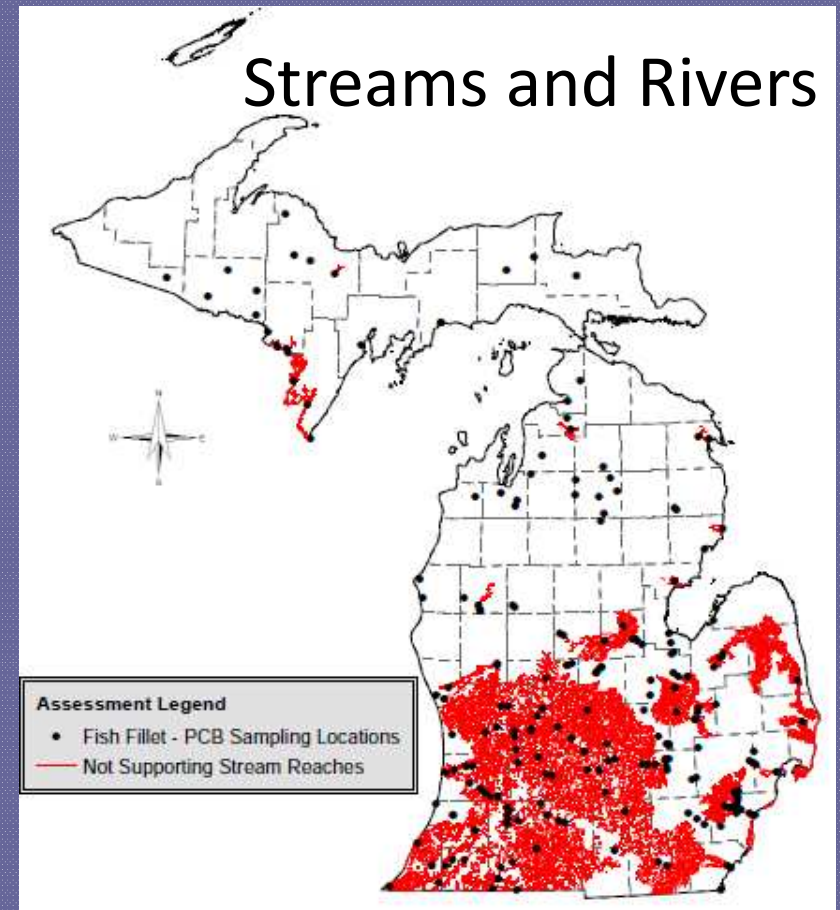 Streams and Rivers
N
W
E
S
Assessment Legend
Fish Fillet - PCB Sampling Locations
Not Supporting Stream Reaches